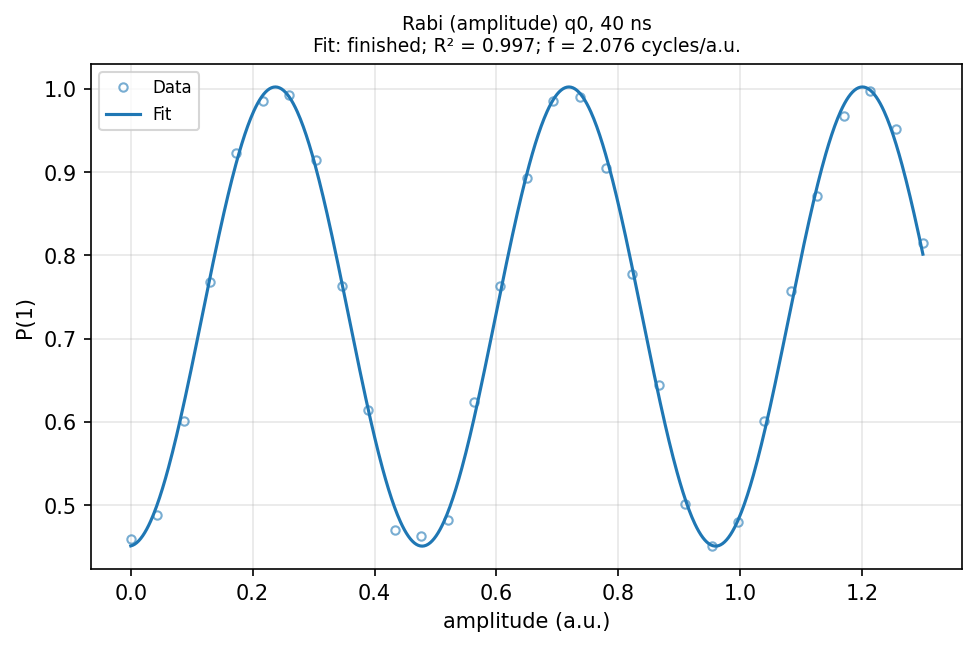 Rabi (amplitude) q0, 40 ns
Fit: finished; R² = 0.997; f = 2.076 cycles/a.u.
Data
Fit
P(1)
1.0
0.9
0.8
0.7
0.6
0.5
0.0 0.2 0.4 0.6 0.8 1.0 1.2
amplitude (a.u.)